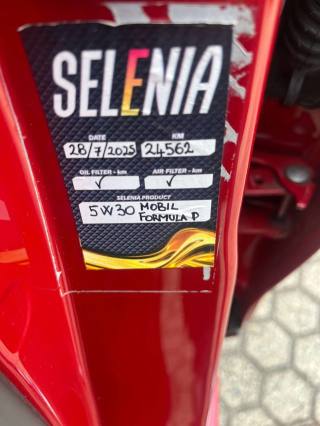 SELENIA
DATE KM
28/7/2025 24562
OIL FILTER - km AIR FILTER - km
✓ ✓
SELENIA PRODUCT
5W30 MOBIL
FORMULA P